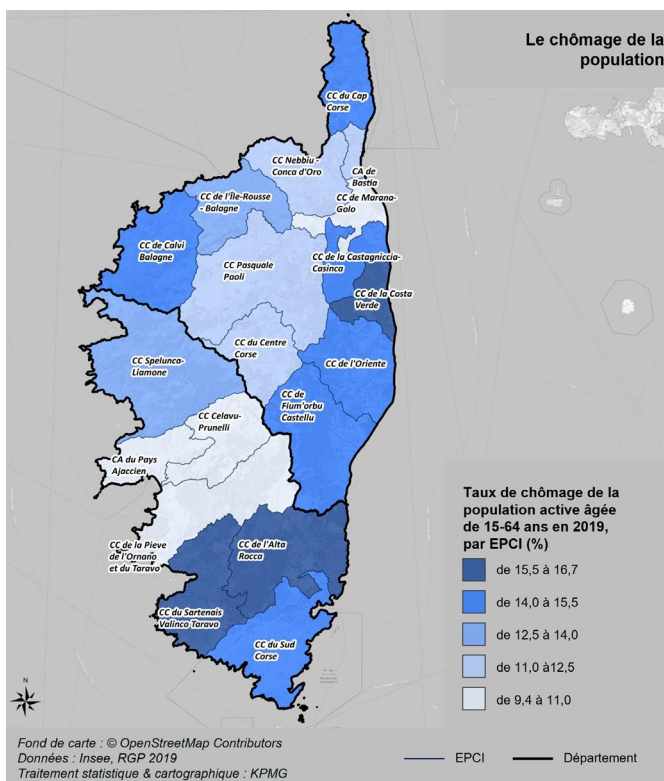 Le chômage de la
population
CC du Cap
Corse
CC Nebbiu -
Conca d'Oro
CA de
Bastia
CC de l'Île-Rousse
- Balagne
CC de Marana-
Golo
CC de Calvi
Balagne
CC de la Castagniccia-
Casinca
CC Pasquale
Paoli
CC de la Costa
Verde
CC du Centre
Corse
CC Spelunca-
Liamone
CC de l'Oriente
CC de
Fium'orbu
Castellu
CC Celavu-
Prunelli
CA du Pays
Ajaccien
CC de la Pieve
de l'Ornano
et du Taravo
CC de l'Alta
Rocca
CC du Sartenais
Valinco Taravo
CC du Sud
Corse
Taux de chômage de la
population active âgée
de 15-64 ans en 2019,
par EPCI (%)
de 15,5 à 16,7
de 14,0 à 15,5
de 12,5 à 14,0
de 11,0 à12,5
de 9,4 à 11,0
N
Fond de carte : © OpenStreetMap Contributors
Données : Insee, RGP 2019
Traitement statistique & cartographique : KPMG
EPCI
Département